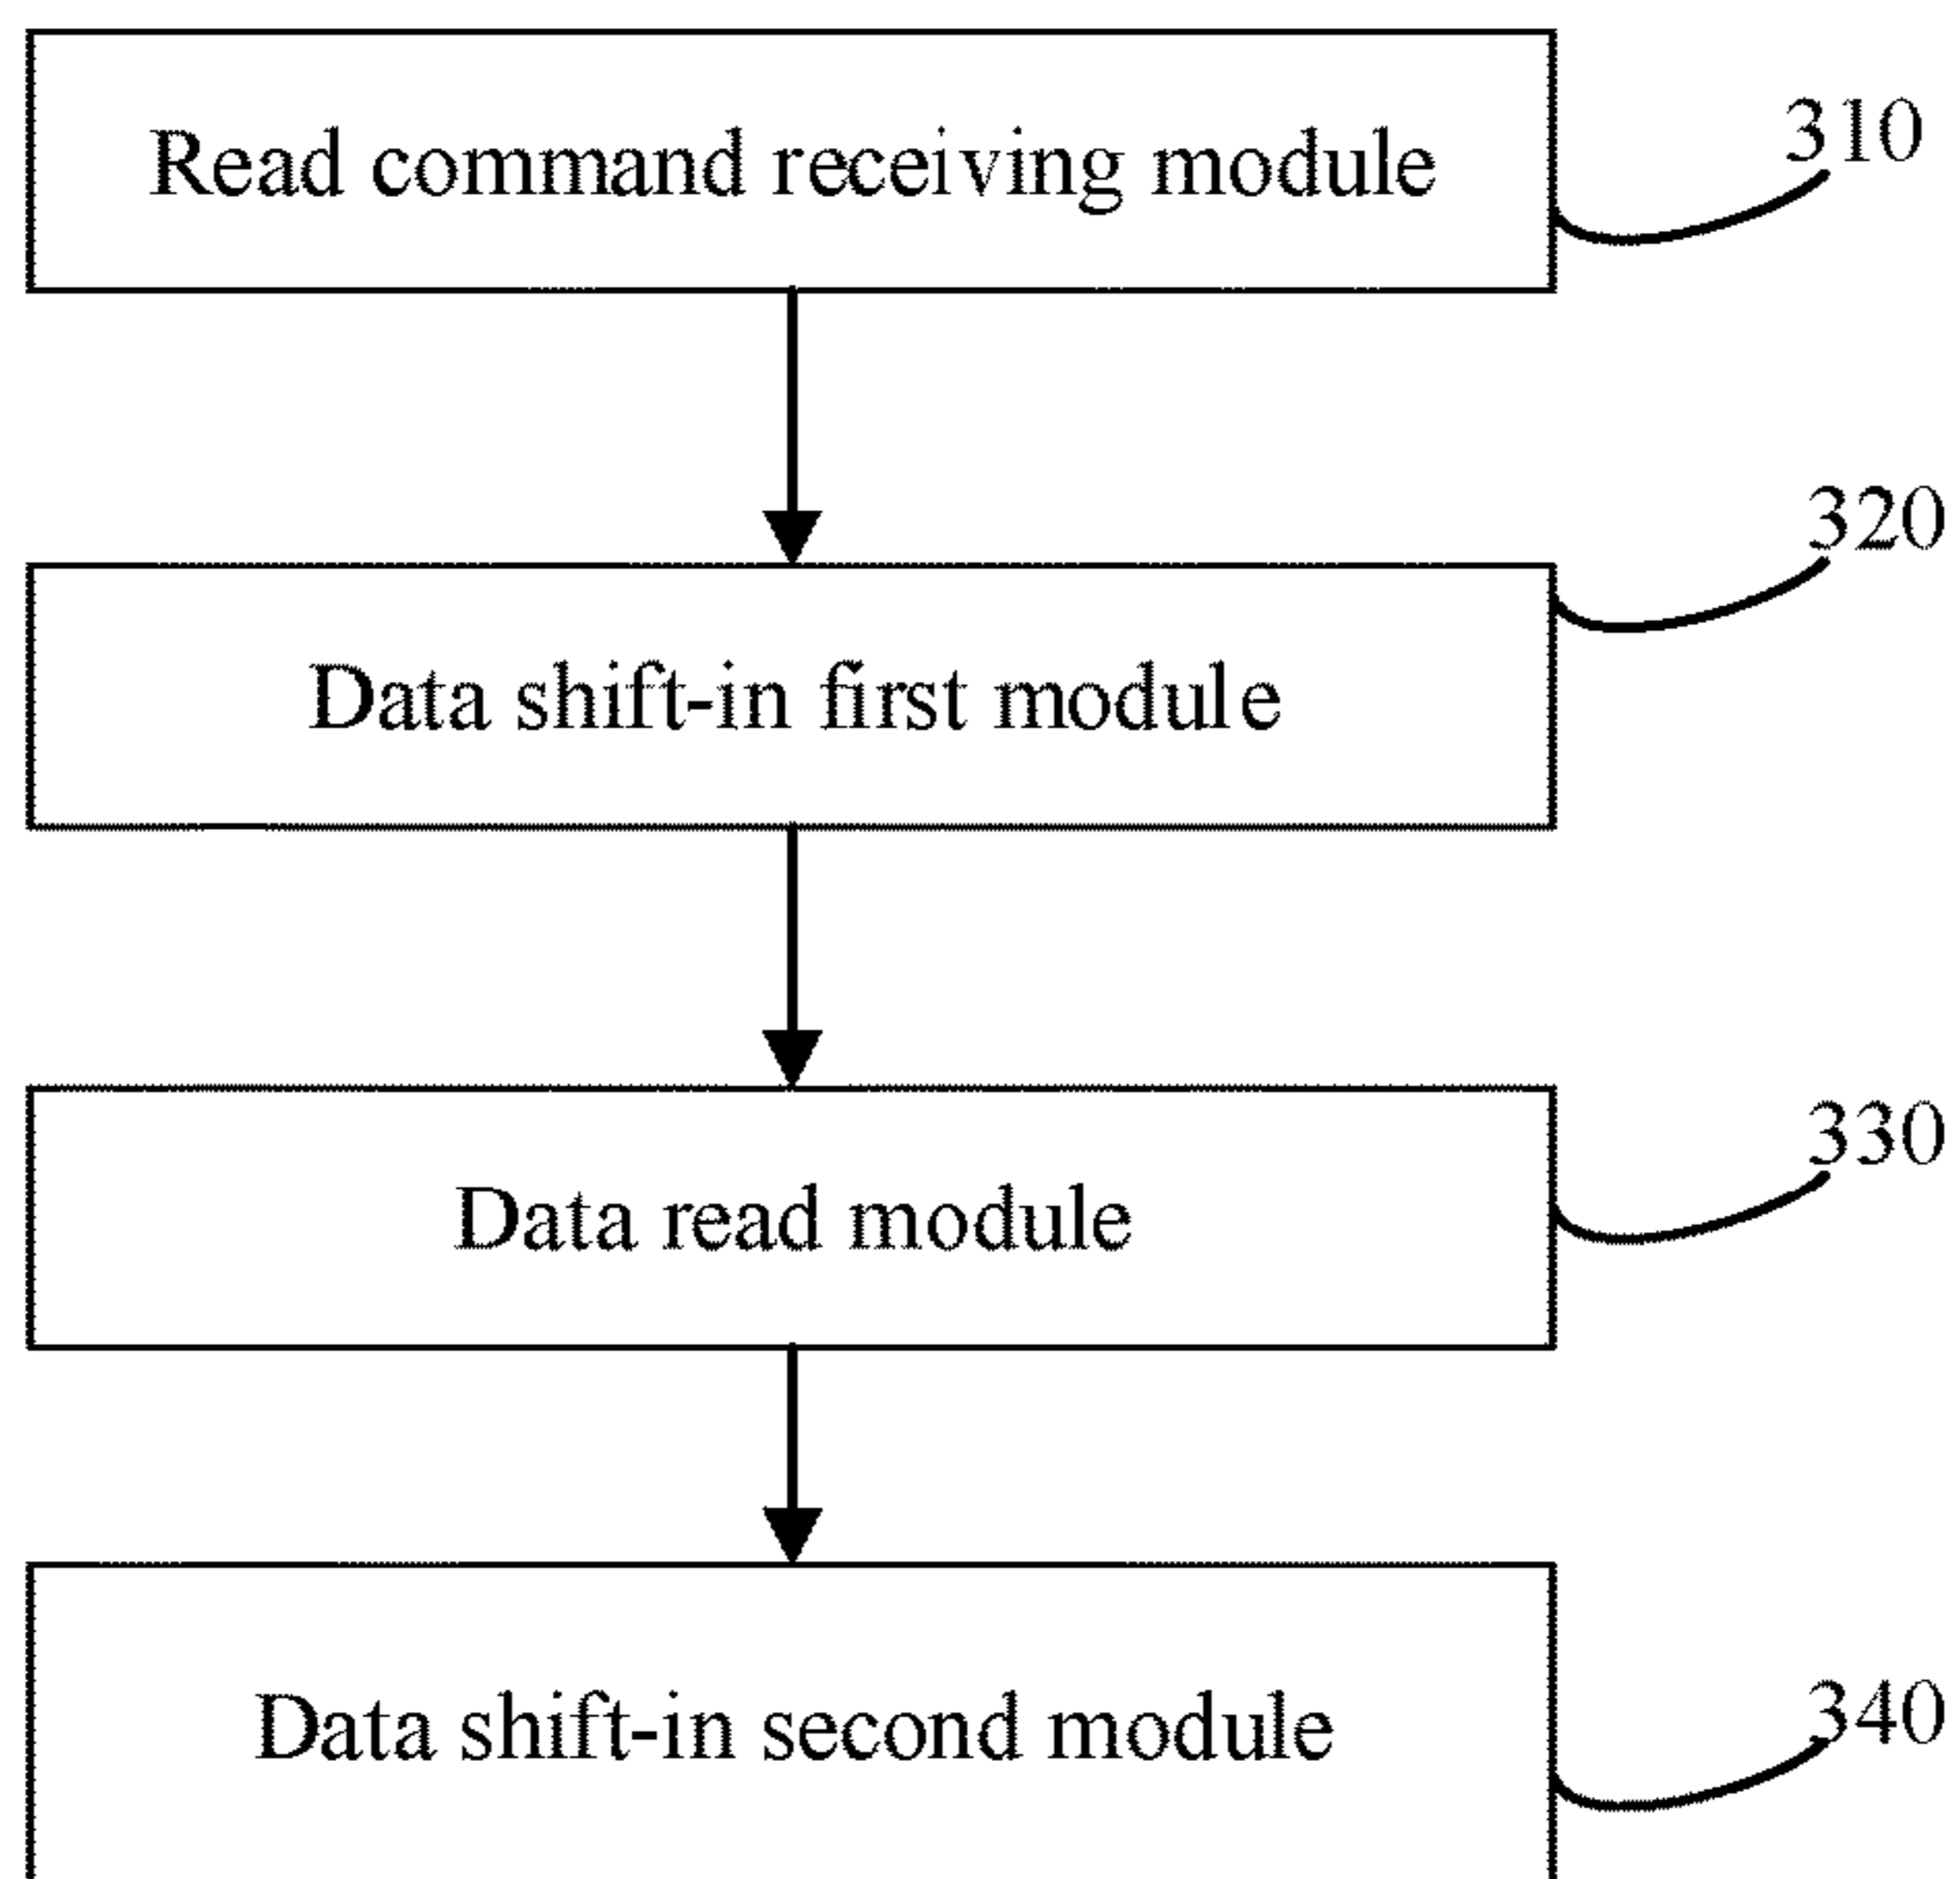 Read command receiving module
310
320
Data shift-in first module
330
Data read module
340
Data shift-in second module